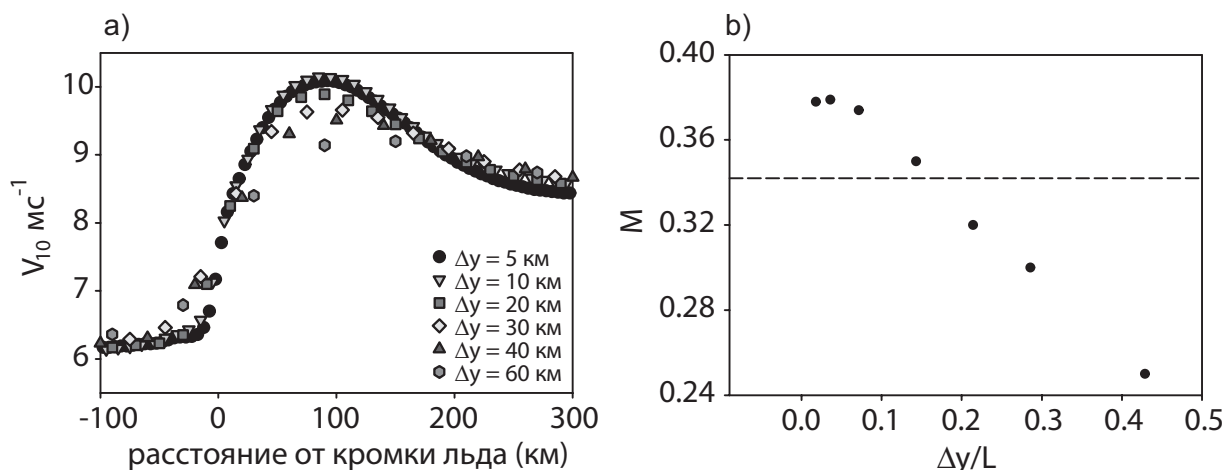 a)
V₁₀ мс⁻¹
10
9
8
7
6
-100
0
100
200
300
расстояние от кромки льда (км)
Δy = 5 км
Δy = 10 км
Δy = 20 км
Δy = 30 км
Δy = 40 км
Δy = 60 км
b)
M
0.40
0.36
0.32
0.28
0.24
0.0
0.1
0.2
0.3
0.4
0.5
Δy/L